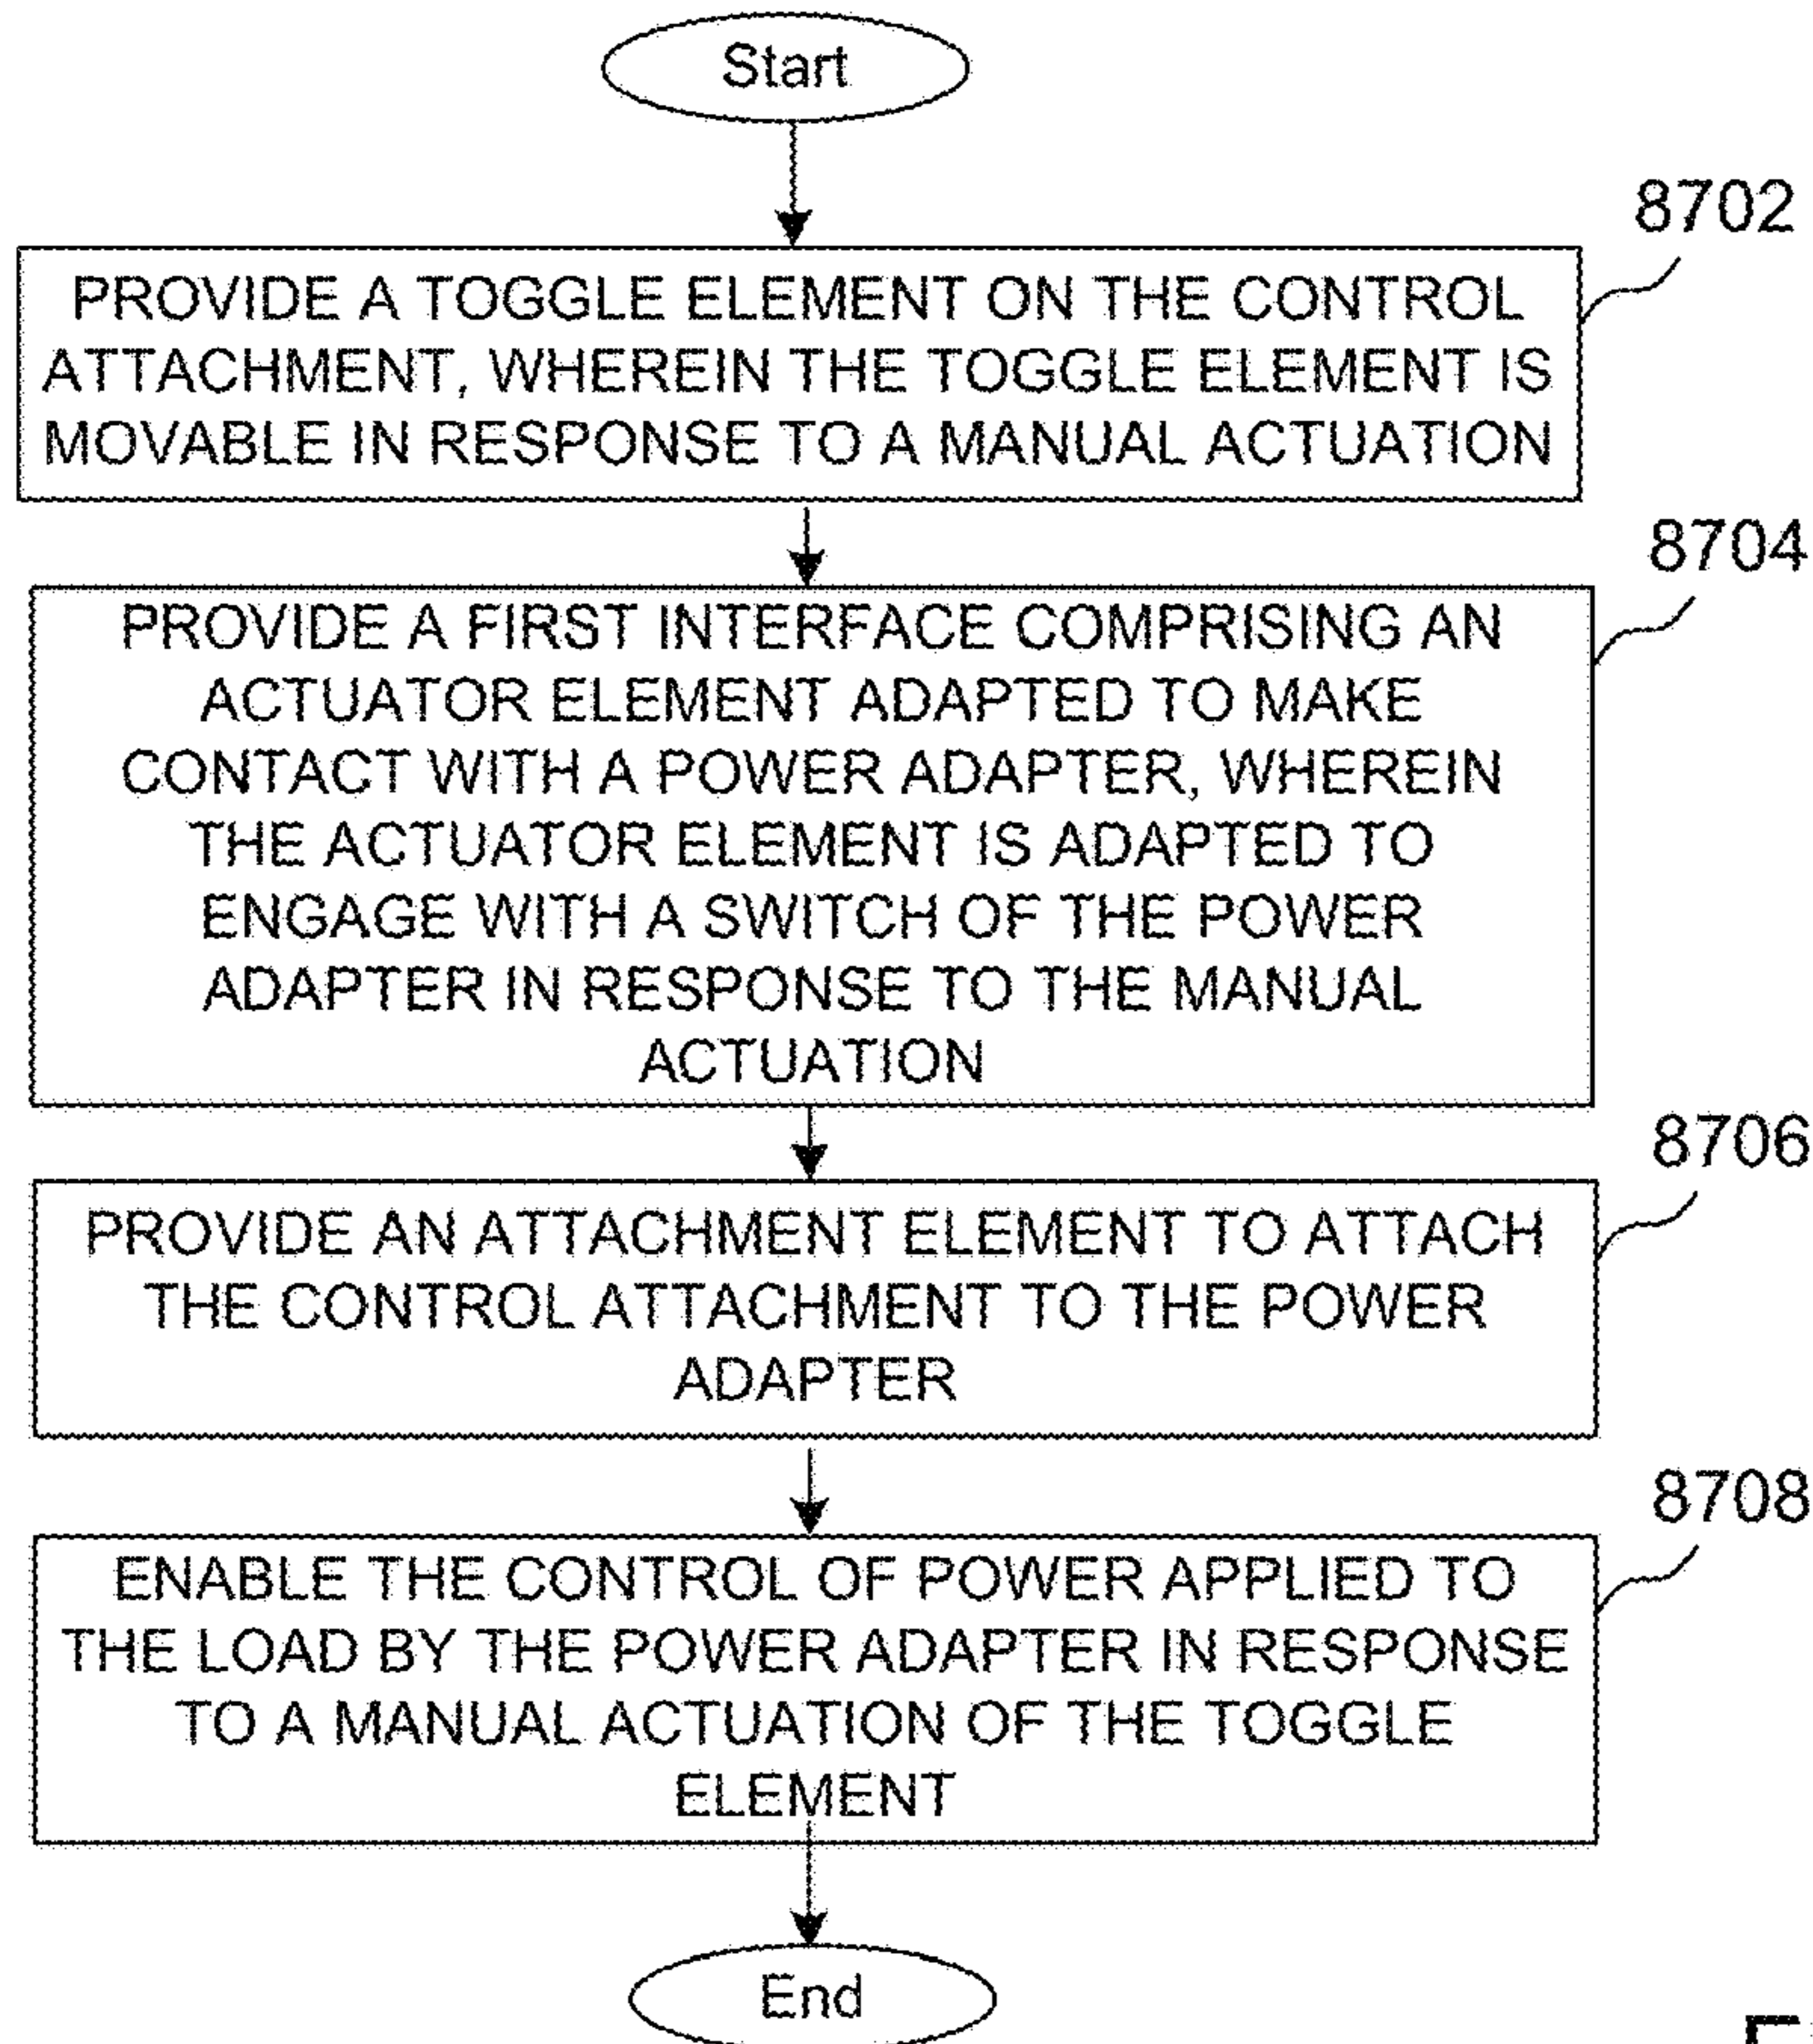 Start
8702
PROVIDE A TOGGLE ELEMENT ON THE CONTROL
ATTACHMENT, WHEREIN THE TOGGLE ELEMENT IS
MOVABLE IN RESPONSE TO A MANUAL ACTUATION
8704
PROVIDE A FIRST INTERFACE COMPRISING AN
ACTUATOR ELEMENT ADAPTED TO MAKE
CONTACT WITH A POWER ADAPTER, WHEREIN
THE ACTUATOR ELEMENT IS ADAPTED TO
ENGAGE WITH A SWITCH OF THE POWER
ADAPTER IN RESPONSE TO THE MANUAL
ACTUATION
8706
PROVIDE AN ATTACHMENT ELEMENT TO ATTACH
THE CONTROL ATTACHMENT TO THE POWER
ADAPTER
8708
ENABLE THE CONTROL OF POWER APPLIED TO
THE LOAD BY THE POWER ADAPTER IN RESPONSE
TO A MANUAL ACTUATION OF THE TOGGLE
ELEMENT
End